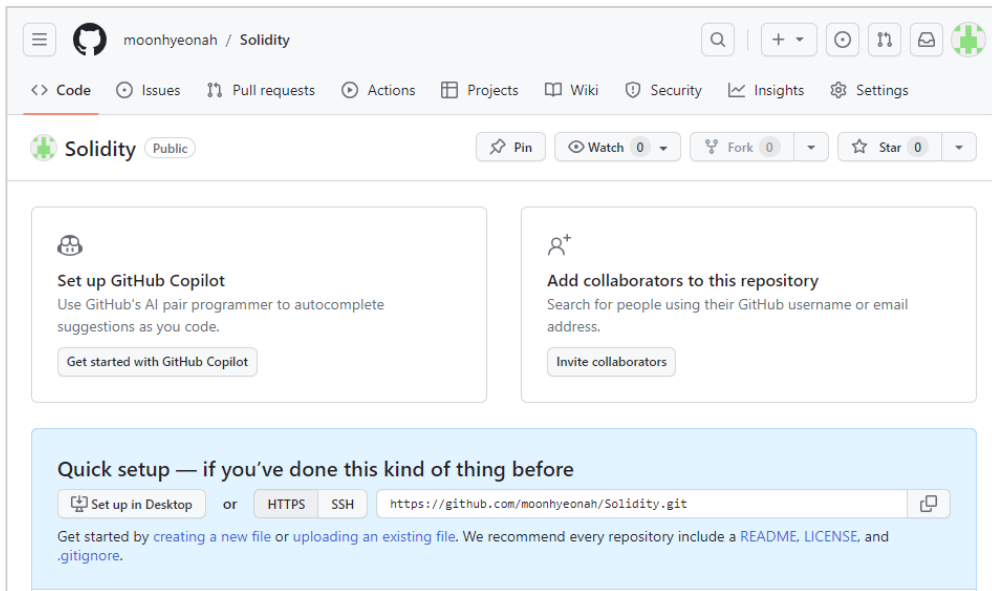 moonhyeonah / Solidity
<> Code Issues Pull requests Actions Projects Wiki Security Insights Settings
Solidity Public Pin Watch 0 Fork 0 Star 0
Set up GitHub Copilot
Use GitHub's AI pair programmer to autocomplete
suggestions as you code.
Get started with GitHub Copilot
Add collaborators to this repository
Search for people using their GitHub username or email
address.
Invite collaborators
Quick setup — if you've done this kind of thing before
Set up in Desktop or HTTPS SSH https://github.com/moonhyeonah/Solidity.git
Get started by creating a new file or uploading an existing file. We recommend every repository include a README, LICENSE, and
.gitignore.